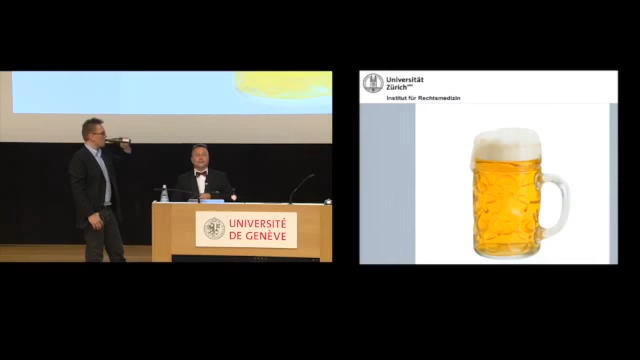 UNIVERSITÉ
DE GENÈVE
Universität
Zürich
Institut für Rechtsmedizin